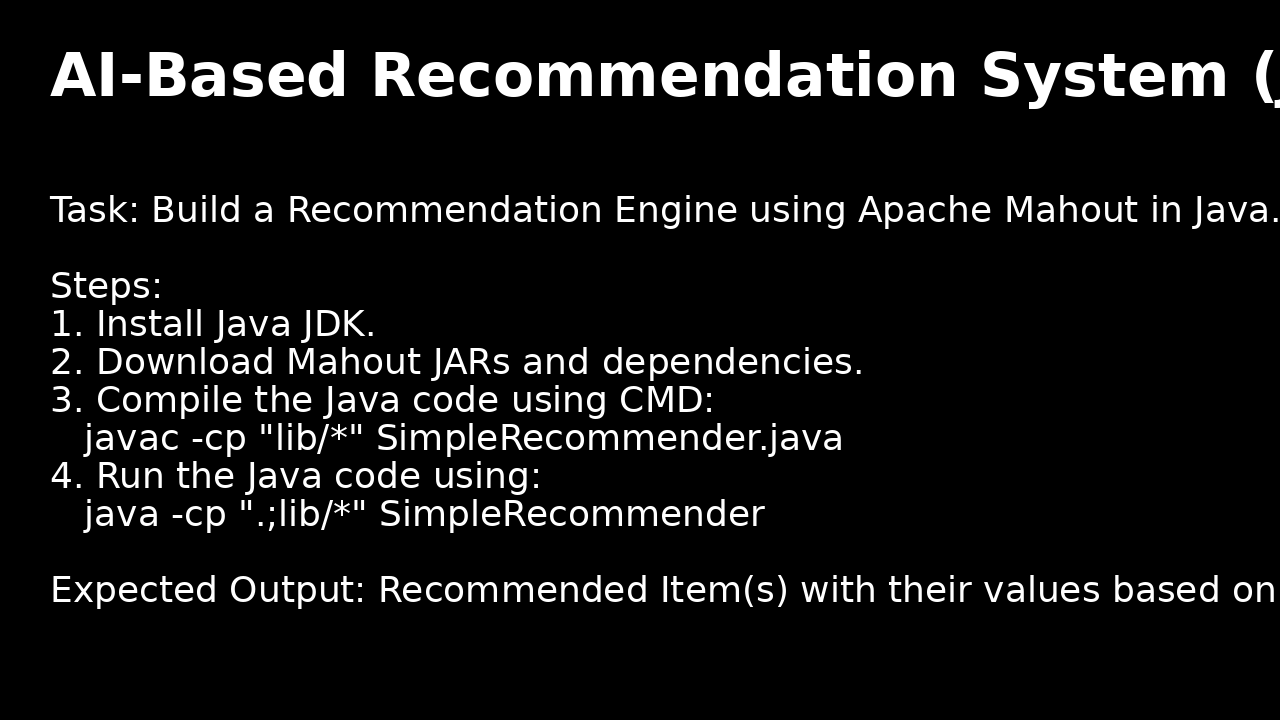 AI-Based Recommendation System (
Task: Build a Recommendation Engine using Apache Mahout in Java.
Steps:
1. Install Java JDK.
2. Download Mahout JARs and dependencies.
3. Compile the Java code using CMD:
javac -cp "lib/*" SimpleRecommender.java
4. Run the Java code using:
java -cp ".;lib/*" SimpleRecommender
Expected Output: Recommended Item(s) with their values based on